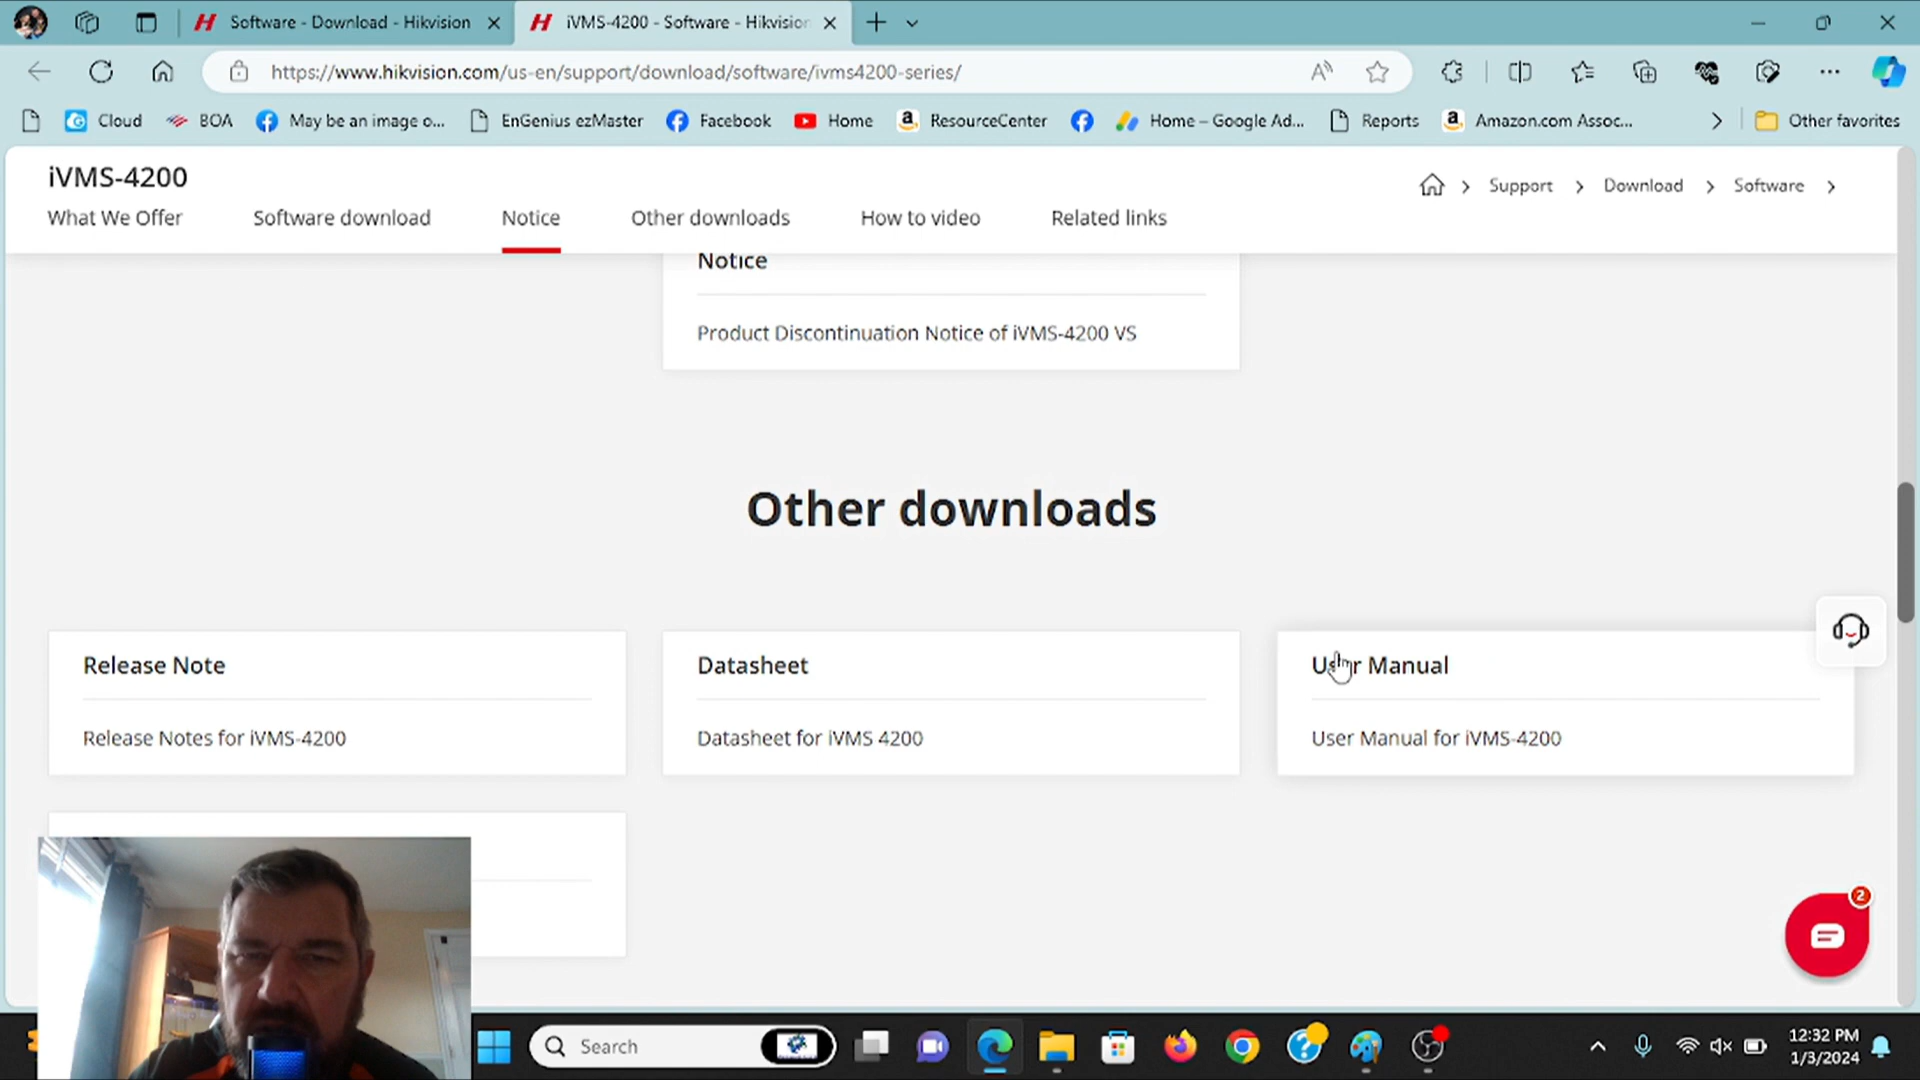 Software - Download - Hikvision
iVMS-4200 - Software - Hikvision
https://www.hikvision.com/us-en/support/download/software/ivms4200-series/
Cloud
BOA
May be an image o...
EnGenius ezMaster
Facebook
Home
ResourceCenter
Home – Google Ad...
Reports
Amazon.com Assoc...
Other favorites
iVMS-4200
Support
Download
Software
What We Offer
Software download
Notice
Other downloads
How to video
Related links
Notice
Product Discontinuation Notice of iVMS-4200 VS
Other downloads
Release Note
Datasheet
User Manual
Release Notes for iVMS-4200
Datasheet for iVMS 4200
User Manual for iVMS-4200
2
Search
12:32 PM
1/3/2024